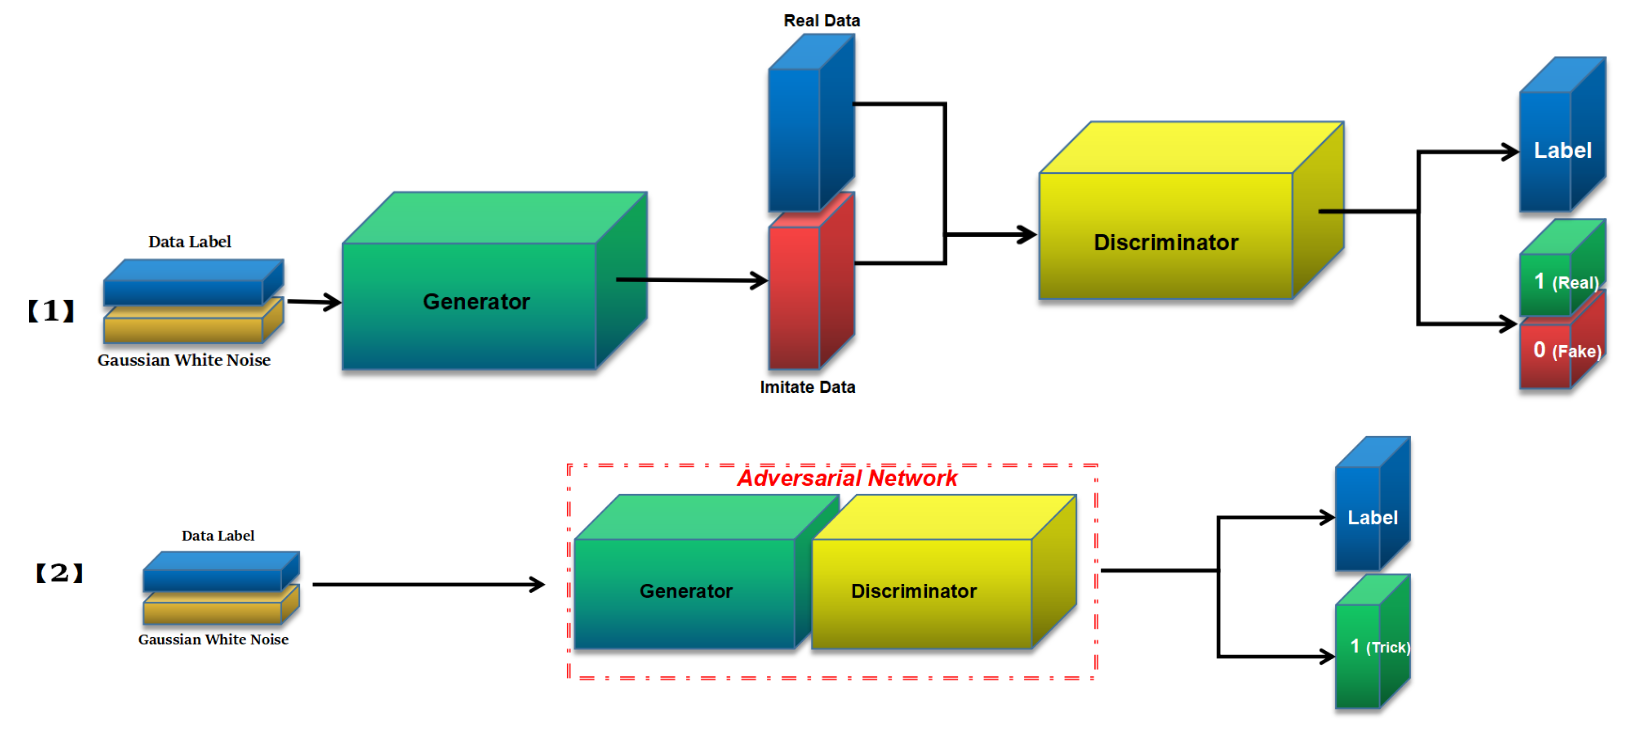 Real Data
Label
Data Label
Discriminator
【1】
Generator
1 (Real)
0 (Fake)
Gaussian White Noise
Imitate Data
Adversarial Network
Label
Data Label
【2】
Generator
Discriminator
Gaussian White Noise
1 (Trick)